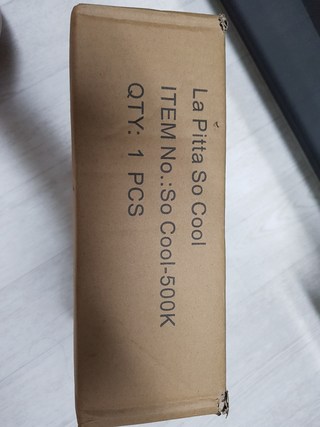 La Pitta So Cool
ITEM No.:So Cool-500K
QTY: 1 PCS